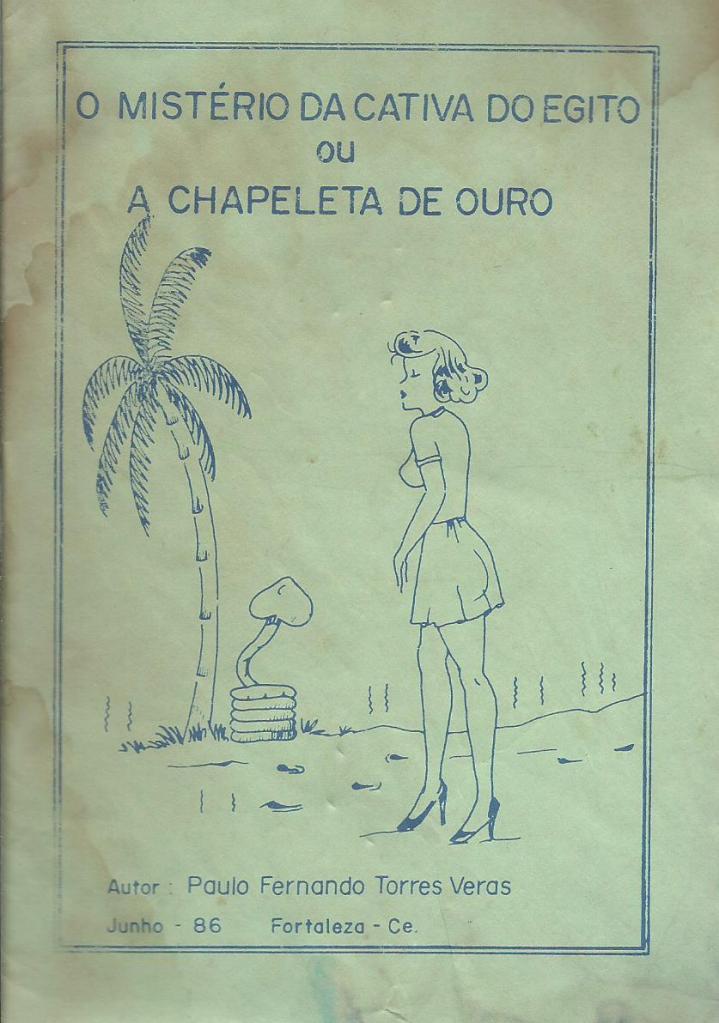 O MISTÉRIO DA CATIVA DO EGITO
OU
A CHAPELETA DE OURO
Autor : Paulo Fernando Torres Veras
Junho - 86 Fortaleza - Ce.